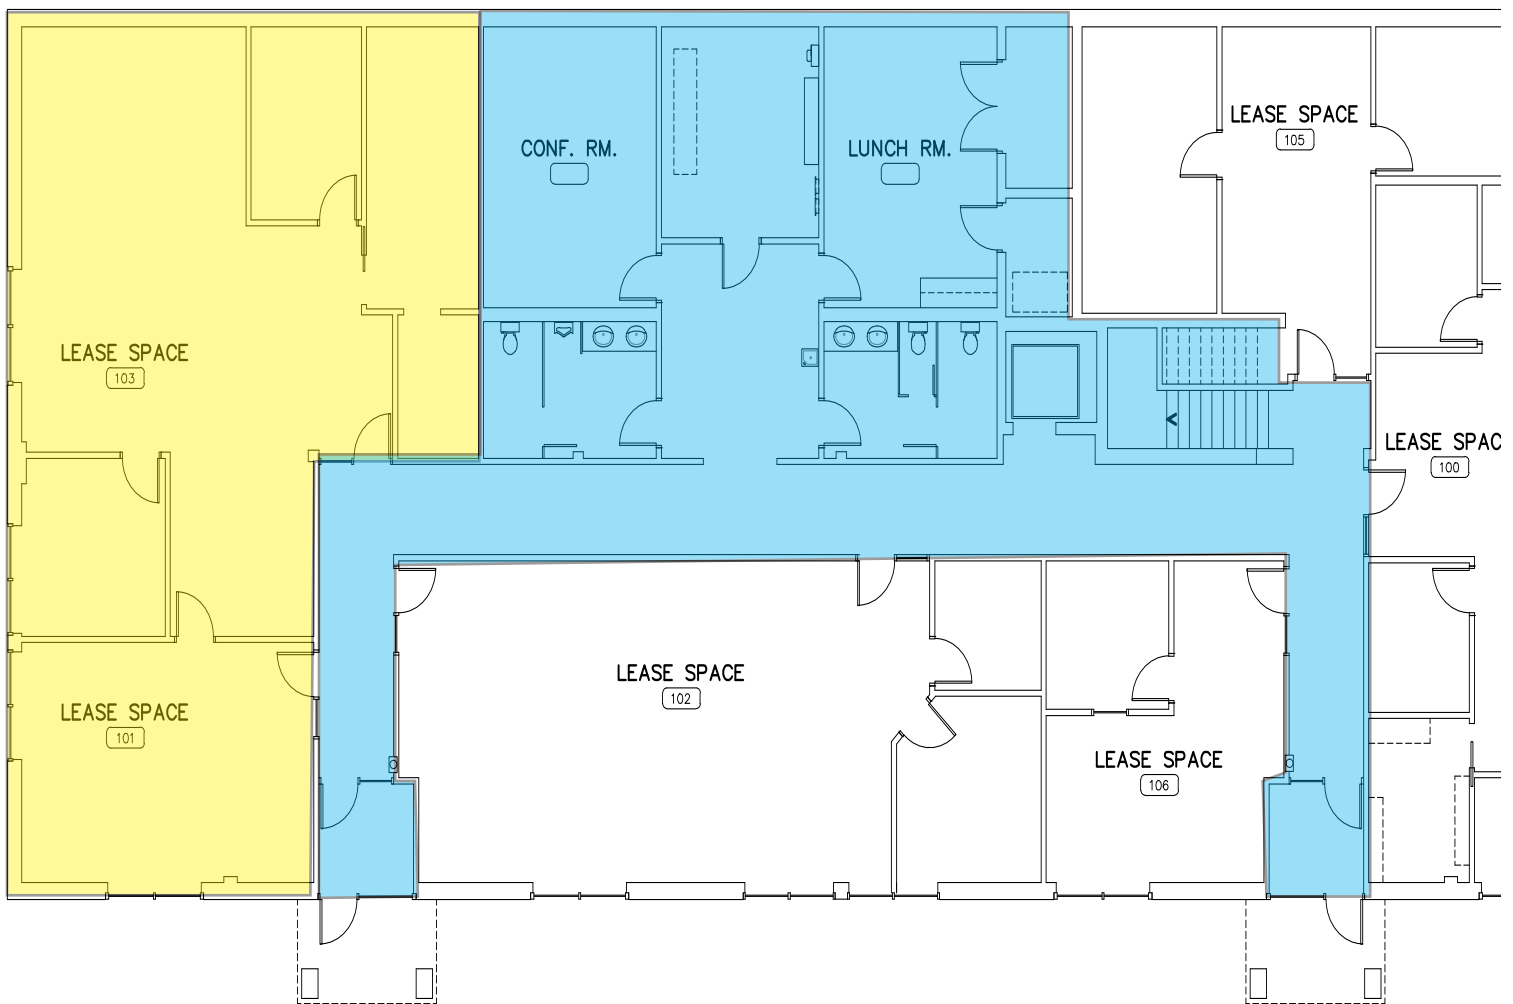 LEASE SPACE
105
CONF. RM.
LUNCH RM.
LEASE SPACE
103
LEASE SPAC
100
LEASE SPACE
102
LEASE SPACE
101
LEASE SPACE
106